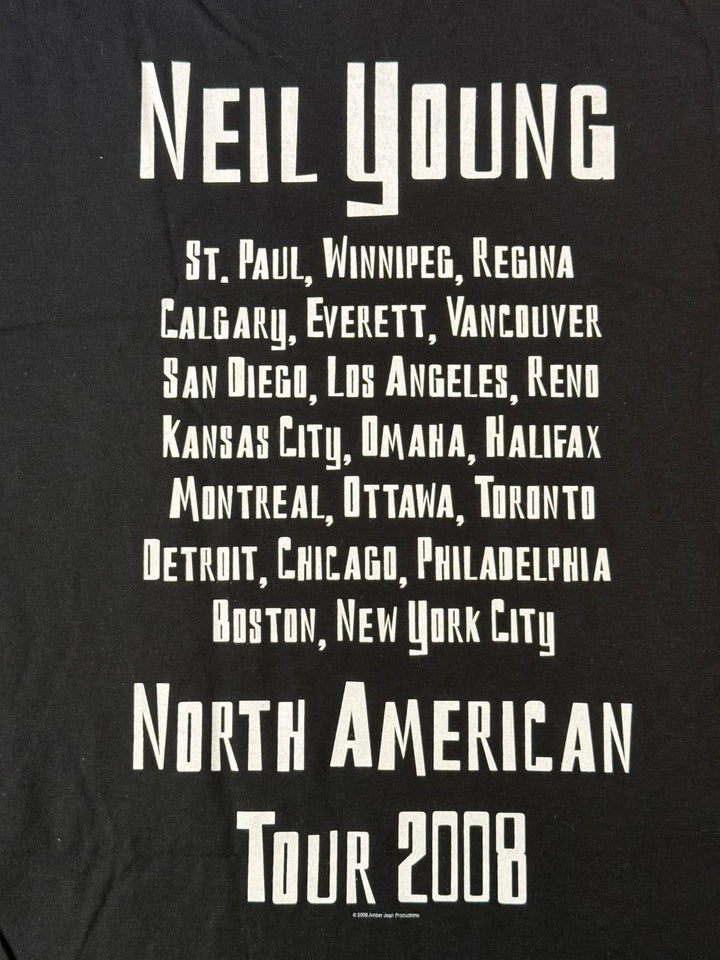 Neil Young
St. Paul, Winnipeg, Regina
Calgary, Everett, Vancouver
San Diego, Los Angeles, Reno
Kansas City, Omaha, Halifax
Montreal, Ottawa, Toronto
Detroit, Chicago, Philadelphia
Boston, New York City
North American
Tour 2008
© 2008 Amber Jean Productions